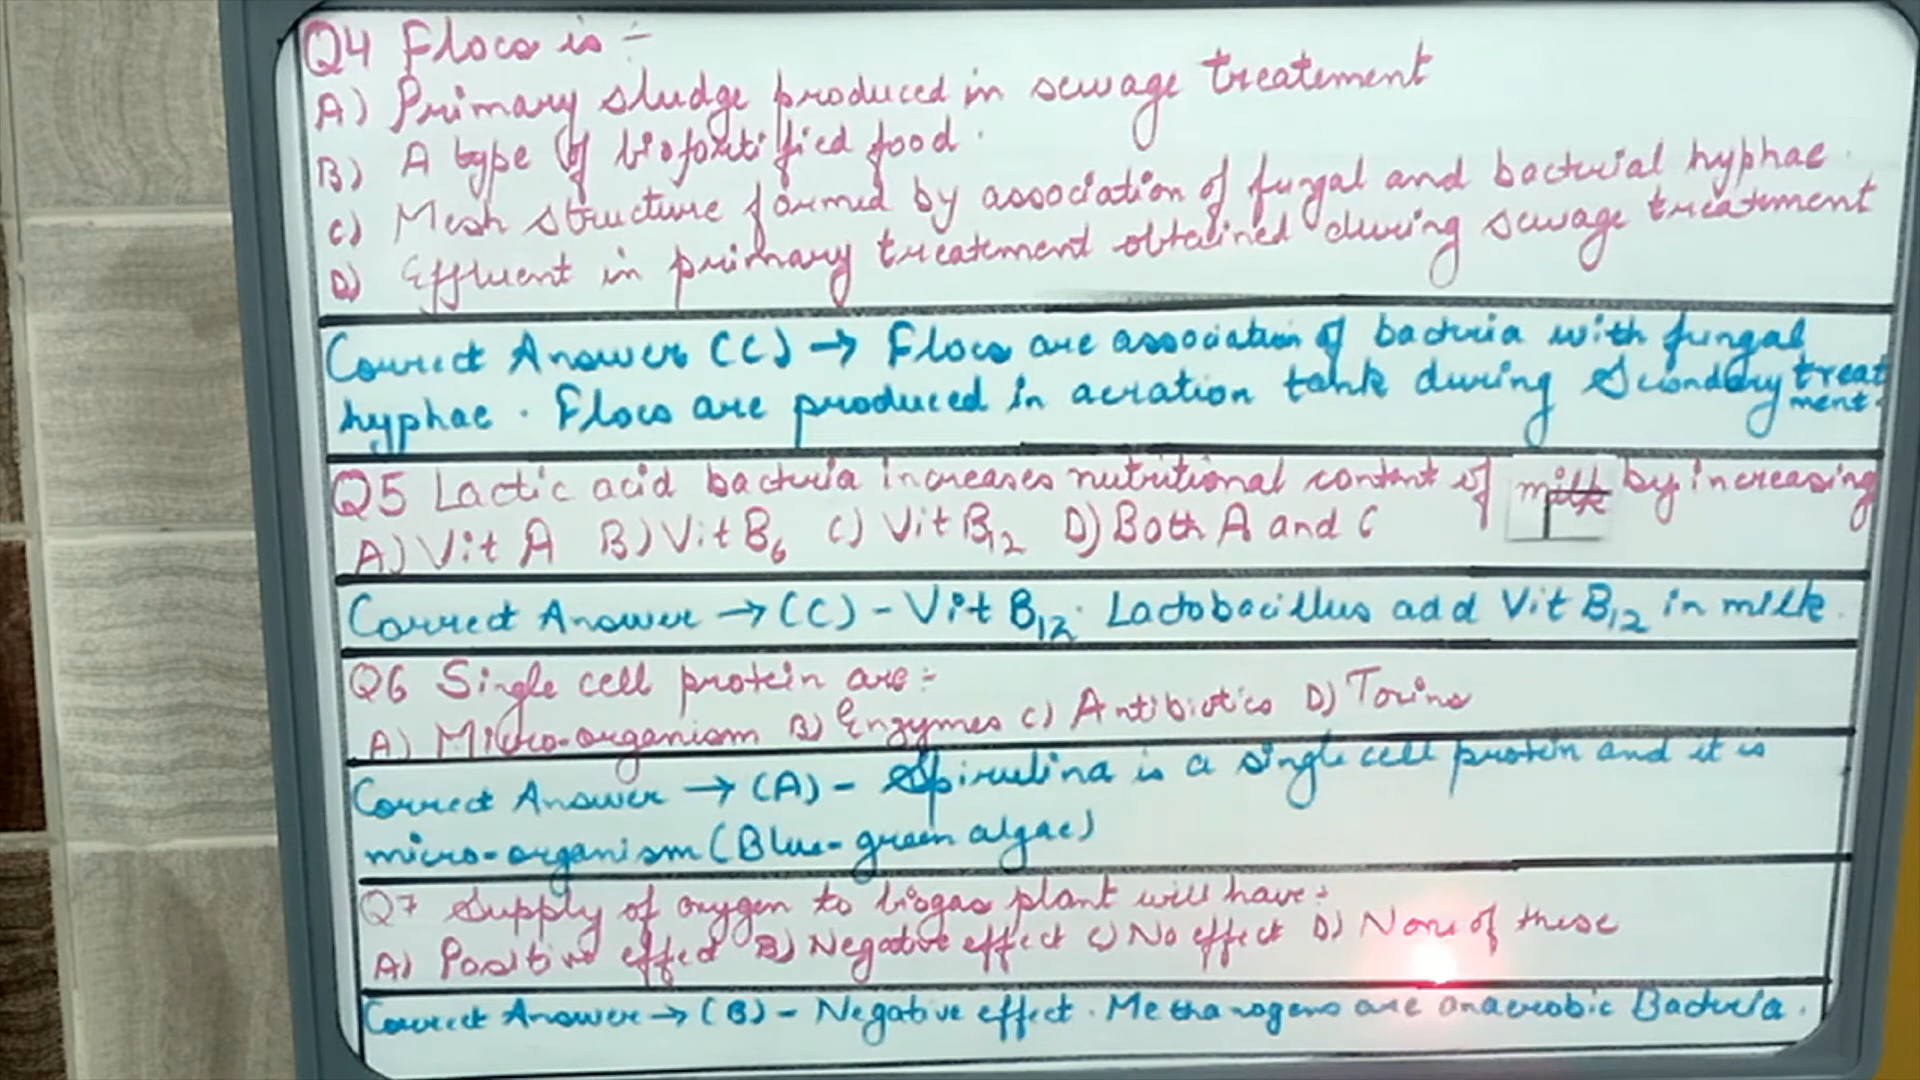 Q4 Flocs is :-
A) Primary sludge produced in sewage treatement
B) A type of biofortified food.
C) Mesh structure formed by association of fungal and bacterial hyphae.
D) Effluent in primary treatement obtained during sewage treatment
Correct Answer (C) → Flocs are association of bacteria with fungal
hyphae. Flocs are produced in aeration tank during Secondary treat
ment.
Q5 Lactic acid bacteria increases nutritional content of milk by increasing
A) Vit A B) Vit B6 C) Vit B12 D) Both A and C
Correct Answer → (C) - Vit B12. Lactobacillus add Vit B12 in milk.
Q6 Single cell protein are :-
A) Micro-organism B) Enzymes C) Antibiotics D) Toxins
Correct Answer → (A) - Spirulina is a single cell protein and it is
micro-organism (Blue-green algae)
Q7 Supply of oxygen to biogas plant will have :-
A) Positive effect B) Negative effect C) No effect D) None of these
Correct Answer → (B) - Negative effect. Methanogens are anaerobic Bacteria.